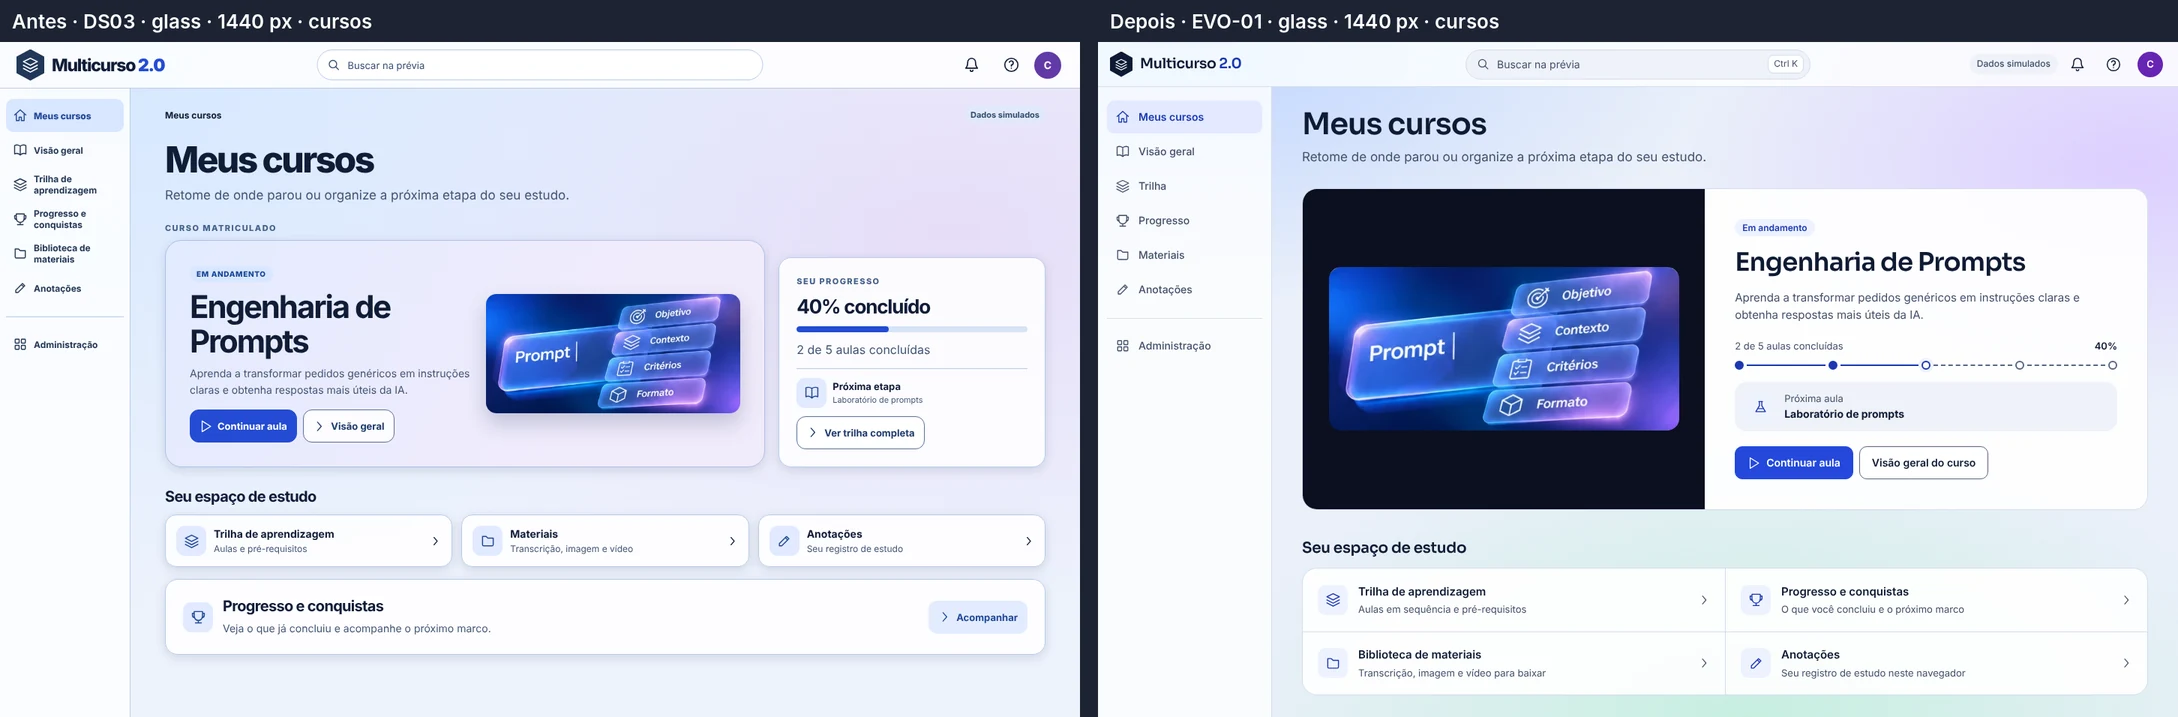 Antes · DS03 · glass · 1440 px · cursos
Multicurso 2.0
Buscar na prévia
C
Meus cursos
Visão geral
Trilha de
aprendizagem
Progresso e
conquistas
Biblioteca de
materiais
Anotações
Administração
Meus cursos
Dados simulados
Meus cursos
Retome de onde parou ou organize a próxima etapa do seu estudo.
CURSO MATRICULADO
EM ANDAMENTO
Engenharia de
Prompts
Aprenda a transformar pedidos genéricos em instruções
claras e obtenha respostas mais úteis da IA.
Continuar aula
Visão geral
Prompt
Objetivo
Contexto
Critérios
Formato
SEU PROGRESSO
40% concluído
2 de 5 aulas concluídas
Próxima etapa
Laboratório de prompts
Ver trilha completa
Seu espaço de estudo
Trilha de aprendizagem
Aulas e pré-requisitos
Materiais
Transcrição, imagem e vídeo
Anotações
Seu registro de estudo
Progresso e conquistas
Veja o que já concluiu e acompanhe o próximo marco.
Acompanhar
Depois · EVO-01 · glass · 1440 px · cursos
Multicurso 2.0
Buscar na prévia
Ctrl K
Dados simulados
C
Meus cursos
Visão geral
Trilha
Progresso
Materiais
Anotações
Administração
Meus cursos
Retome de onde parou ou organize a próxima etapa do seu estudo.
Prompt
Objetivo
Contexto
Critérios
Formato
Em andamento
Engenharia de Prompts
Aprenda a transformar pedidos genéricos em instruções claras e
obtenha respostas mais úteis da IA.
2 de 5 aulas concluídas
40%
Próxima aula
Laboratório de prompts
Continuar aula
Visão geral do curso
Seu espaço de estudo
Trilha de aprendizagem
Aulas em sequência e pré-requisitos
Progresso e conquistas
O que você concluiu e o próximo marco
Biblioteca de materiais
Transcrição, imagem e vídeo para baixar
Anotações
Seu registro de estudo neste navegador